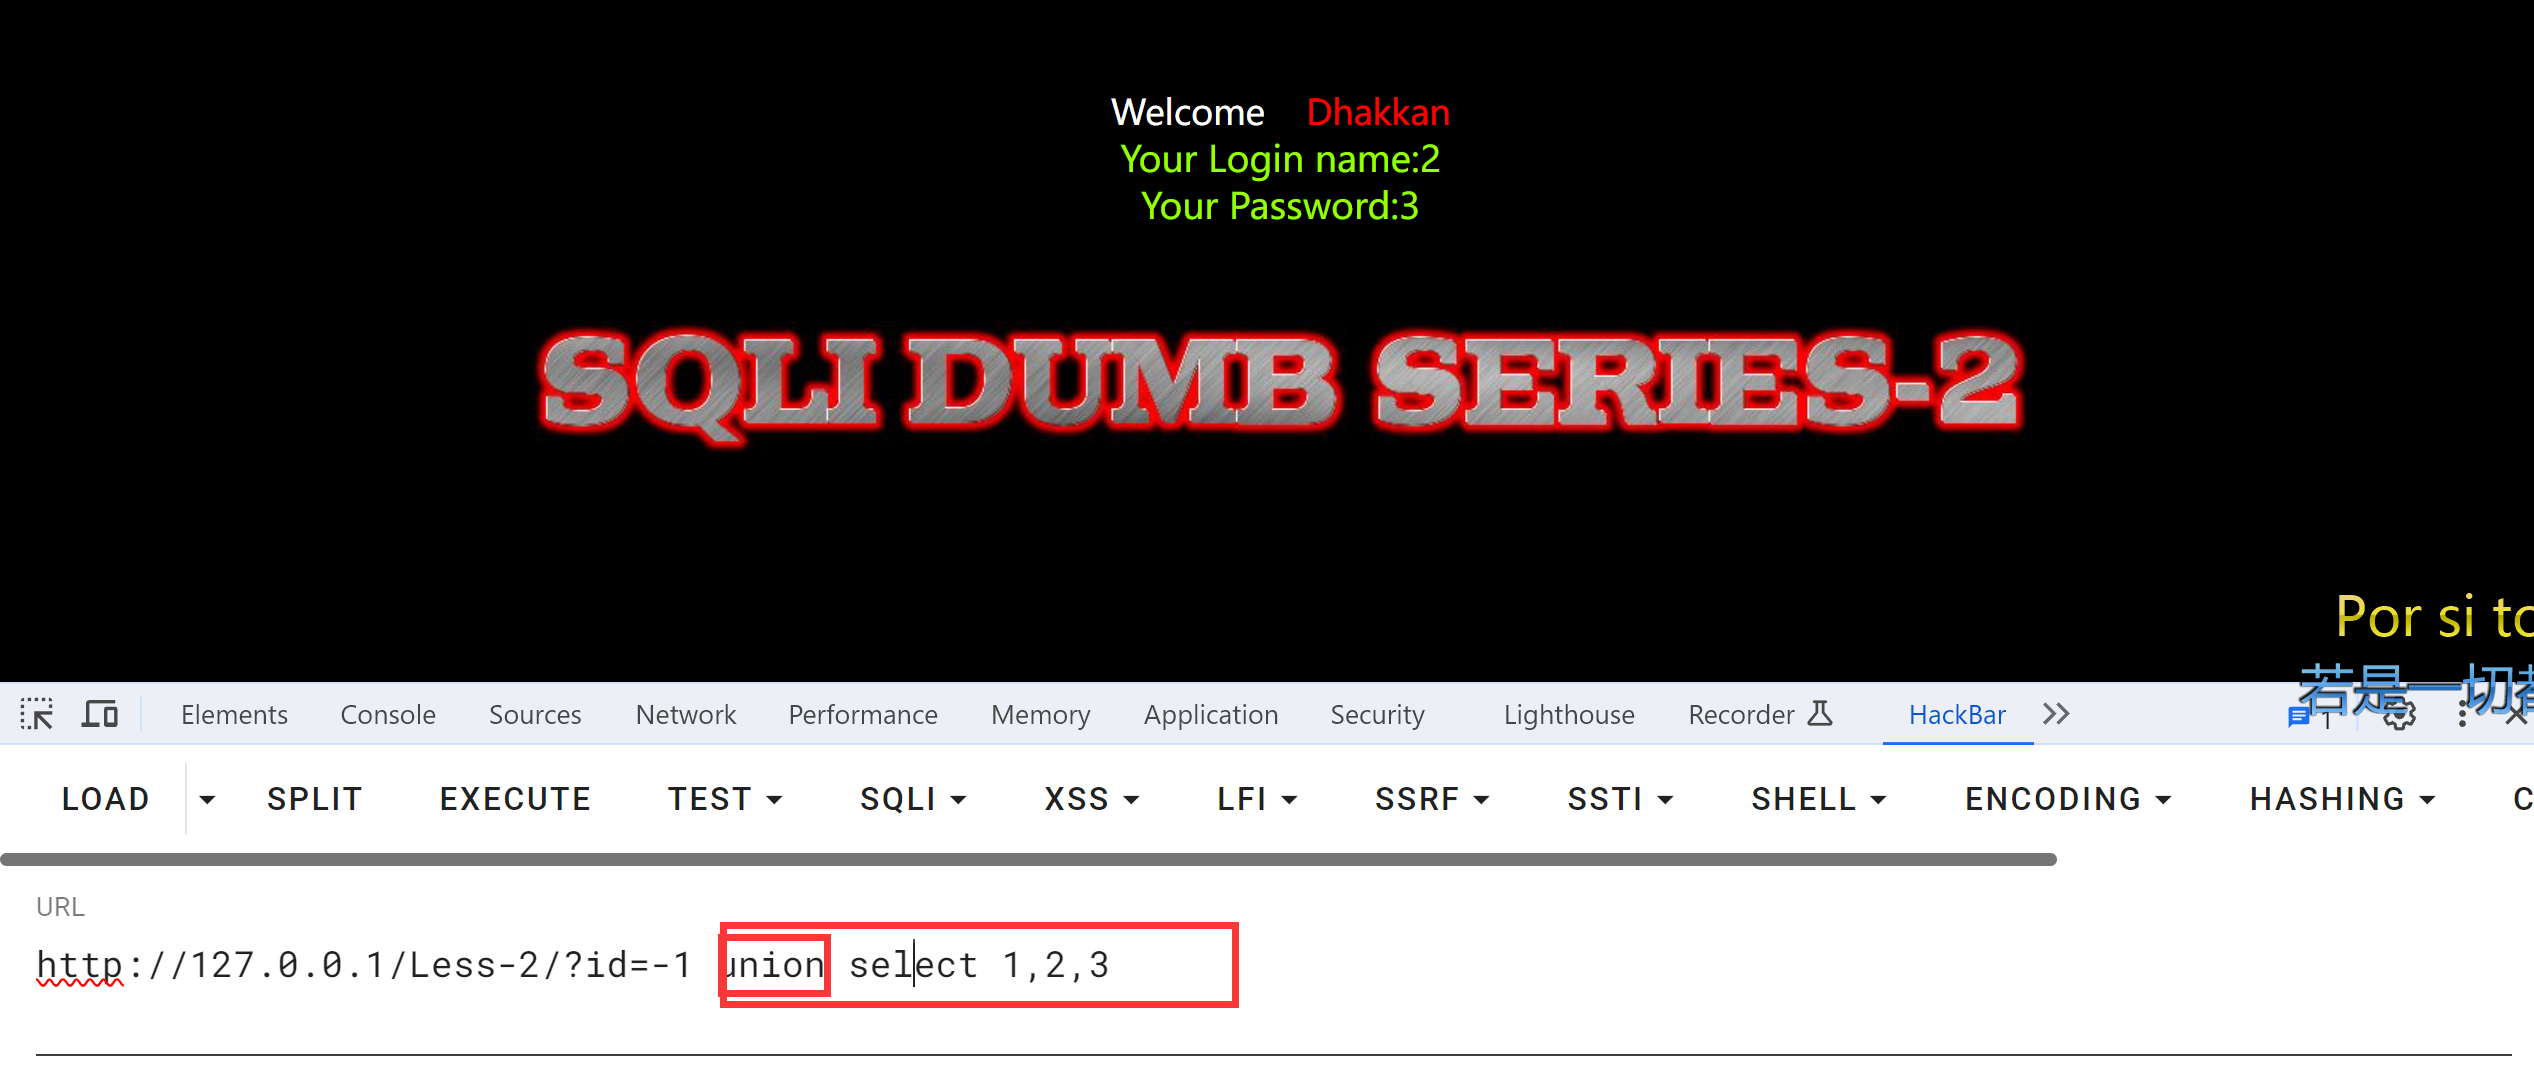 Welcome Dhakkan
Your Login name:2
Your Password:3
SQLI DUMB SERIES-2
Por si to
若是一切都
Elements Console Sources Network Performance Memory Application Security Lighthouse Recorder HackBar 1
LOAD SPLIT EXECUTE TEST SQLI XSS LFI SSRF SSTI SHELL ENCODING HASHING C
URL
http://127.0.0.1/Less-2/?id=-1 union select 1,2,3